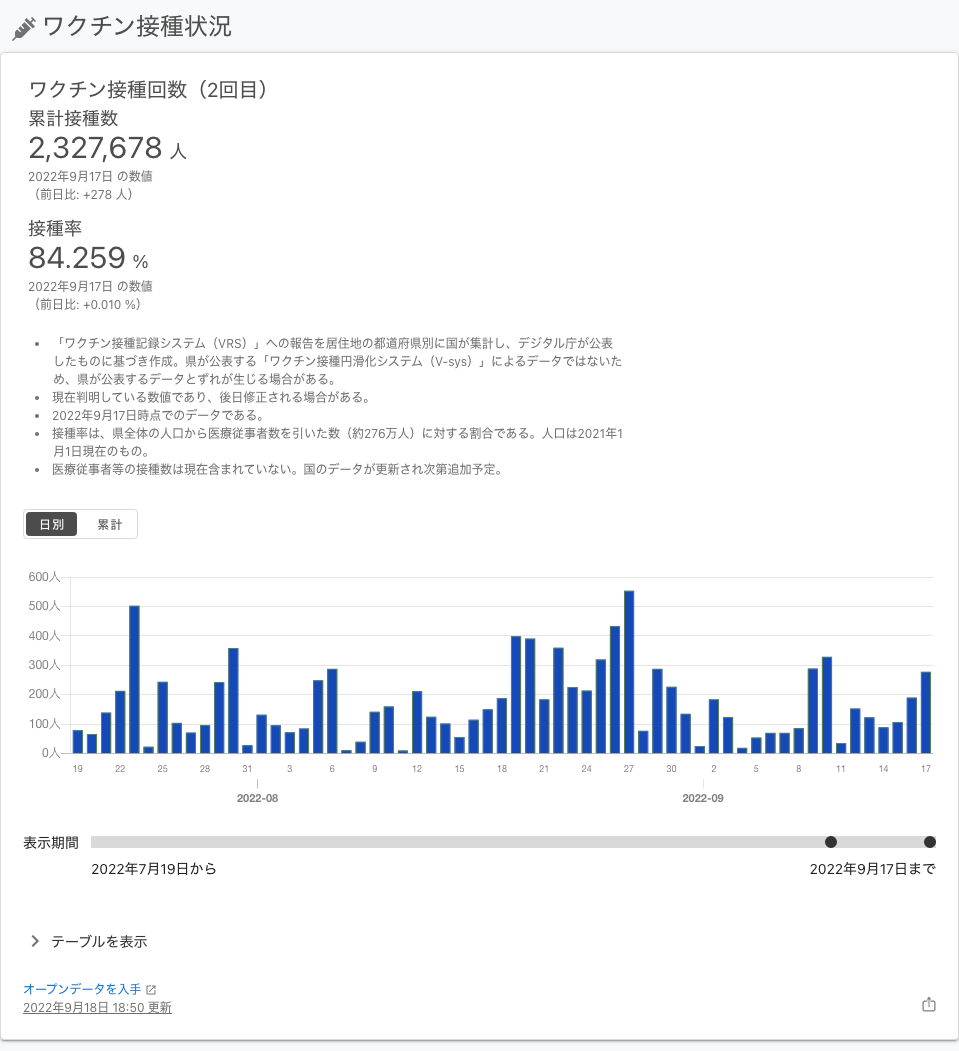 ワクチン接種状況
ワクチン接種回数（2回目）
累計接種数
2,327,678 人
2022年9月17日 の数値
（前日比: +278 人）
接種率
84.259 %
2022年9月17日 の数値
（前日比: +0.010 %）
• 「ワクチン接種記録システム（VRS）」への報告を居住地の都道府県別に国が集計し、デジタル庁が公表
したものに基づき作成。県が公表する「ワクチン接種円滑化システム（V-sys）」によるデータではないた
め、県が公表するデータとずれが生じる場合がある。
• 現在判明している数値であり、後日修正される場合がある。
• 2022年9月17日時点でのデータである。
• 接種率は、県全体の人口から医療従事者数を引いた数（約276万人）に対する割合である。人口は2021年1
月1日現在のもの。
• 医療従事者等の接種数は現在含まれていない。国のデータが更新され次第追加予定。
日別 累計
600人
500人
400人
300人
200人
100人
0人
19 22 25 28 31 3 6 9 12 15 18 21 24 27 30 2 5 8 11 14 17
2022-08 2022-09
表示期間
2022年7月19日から 2022年9月17日まで
テーブルを表示
オープンデータを入手
2022年9月18日 18:50 更新